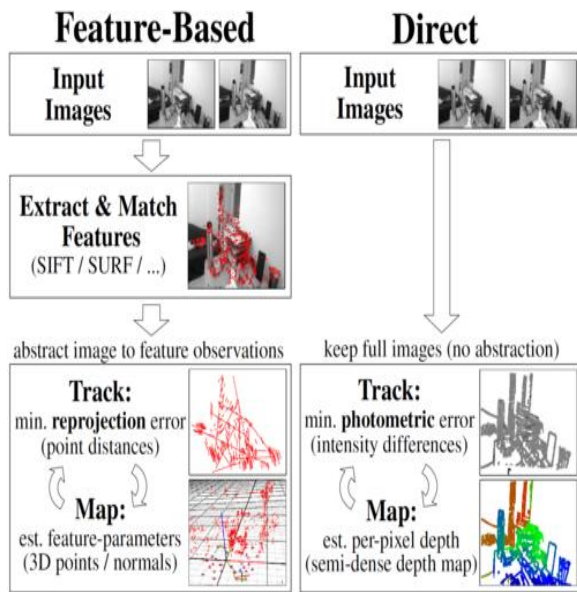 Feature-Based
Input
Images
Extract & Match
Features
(SIFT / SURF / ...)
abstract image to feature observations
Track:
min. reprojection error
(point distances)
Map:
est. feature-parameters
(3D points / normals)
Direct
Input
Images
keep full images (no abstraction)
Track:
min. photometric error
(intensity differences)
Map:
est. per-pixel depth
(semi-dense depth map)